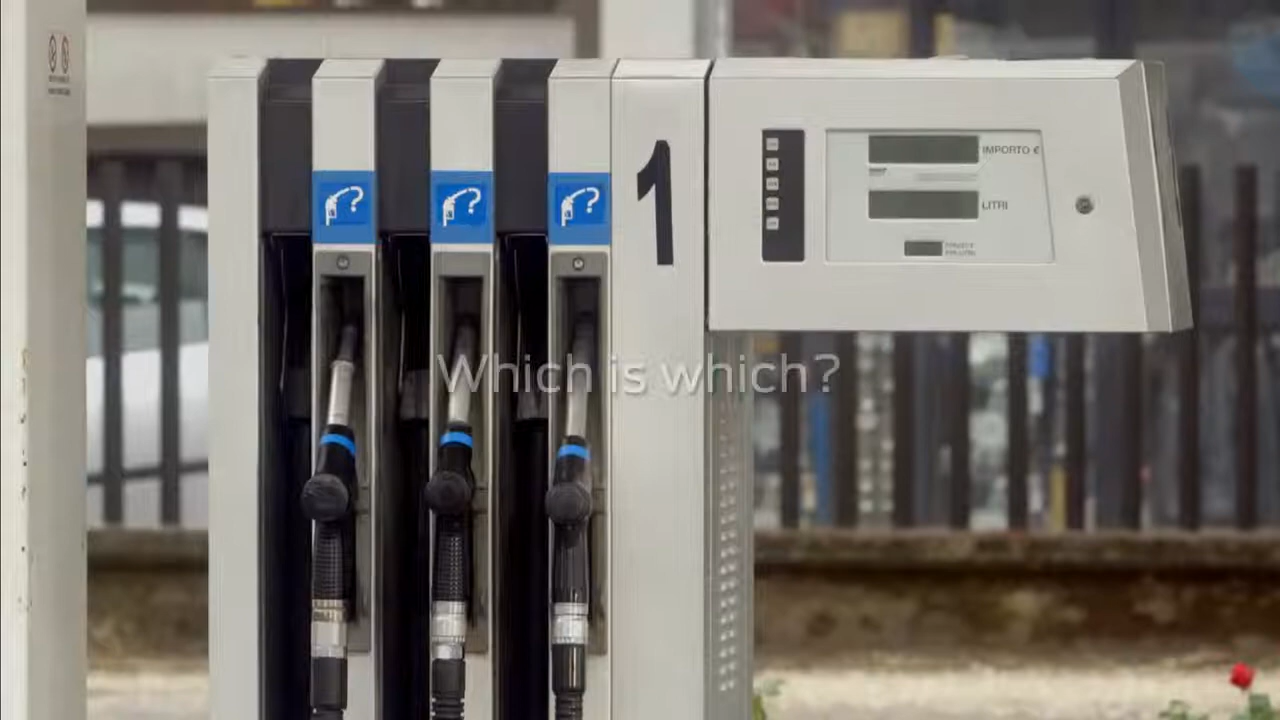 ? ? ?
1
IMPORTO €
LITRI
Which is which?